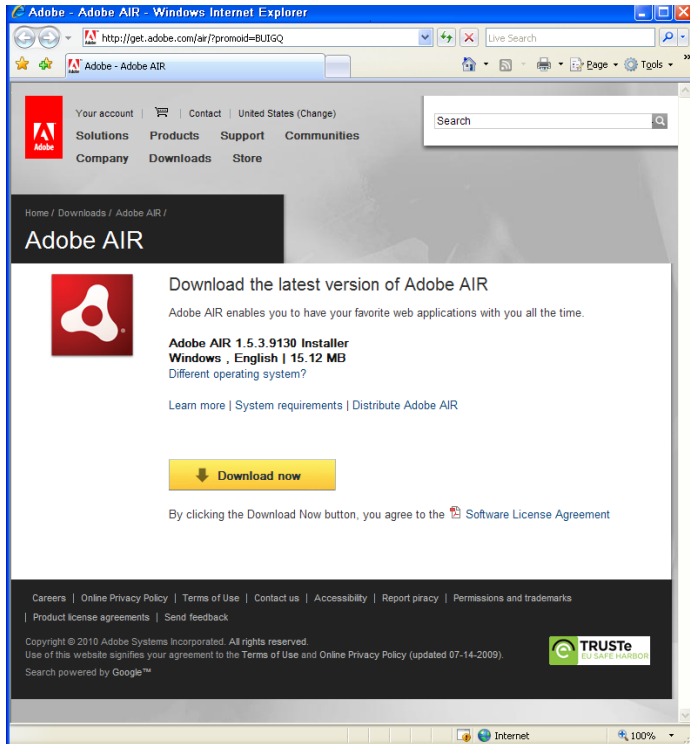 Adobe - Adobe AIR - Windows Internet Explorer
http://get.adobe.com/air/?promoid=BUIGQ
Live Search
Adobe - Adobe AIR
Page
Tools
»
Your account | Contact | United States (Change)
Search
Solutions Products Support Communities
Company Downloads Store
Adobe
Home / Downloads / Adobe AIR /
Adobe AIR
Download the latest version of Adobe AIR
Adobe AIR enables you to have your favorite web applications with you all the time.
Adobe AIR 1.5.3.9130 Installer
Windows , English | 15.12 MB
Different operating system?
Learn more | System requirements | Distribute Adobe AIR
Download now
By clicking the Download Now button, you agree to the Software License Agreement
Careers | Online Privacy Policy | Terms of Use | Contact us | Accessibility | Report piracy | Permissions and trademarks
| Product license agreements | Send feedback
Copyright © 2010 Adobe Systems Incorporated. All rights reserved.
Use of this website signifies your agreement to the Terms of Use and Online Privacy Policy (updated 07-14-2009).
Search powered by Google™
TRUSTe
EU SAFE HARBOR
Internet
100%